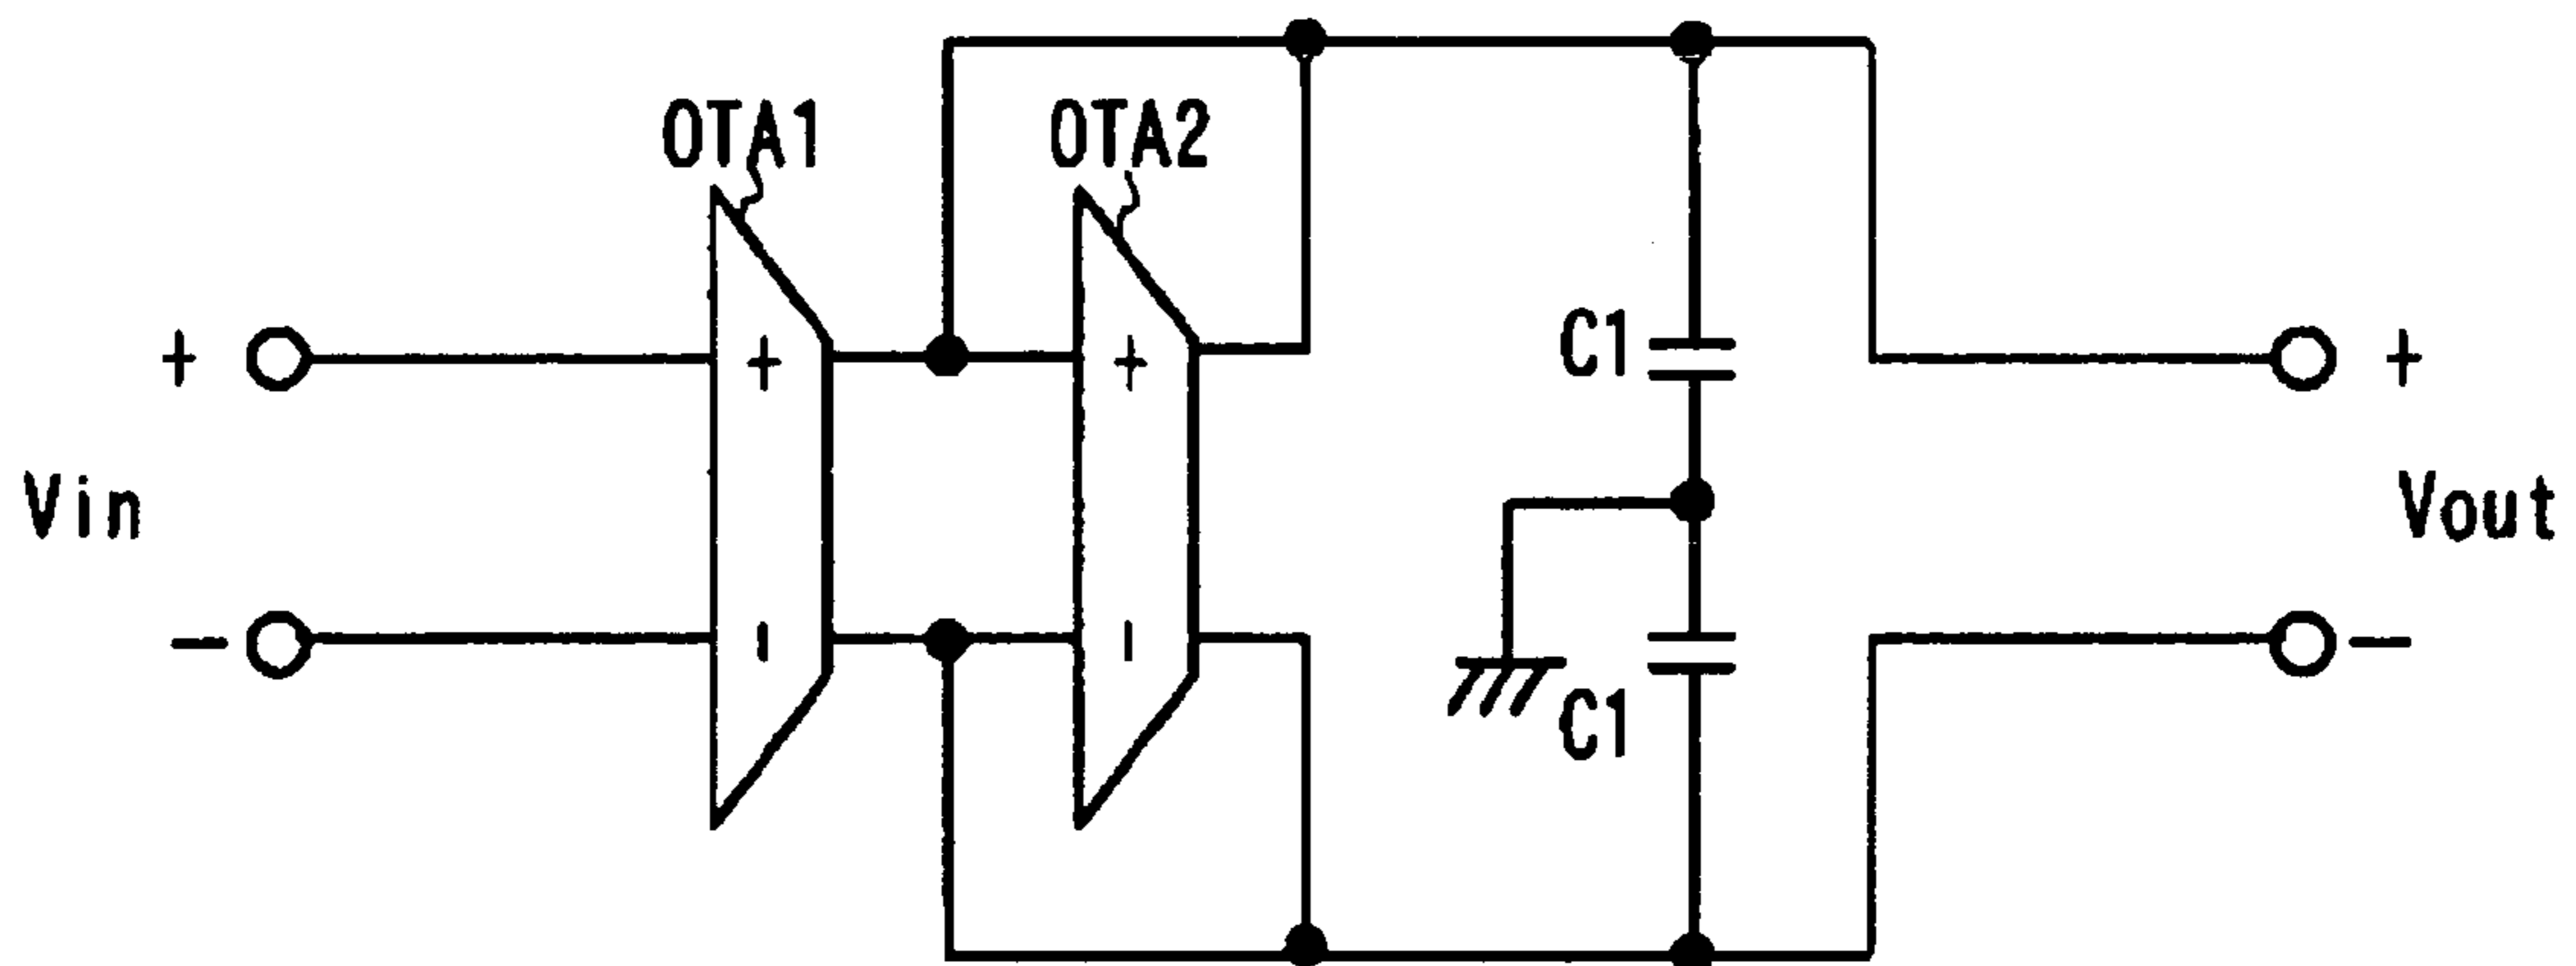 OTA1 OTA2
C1
+ + + +
Vin Vout
- - - -
C1